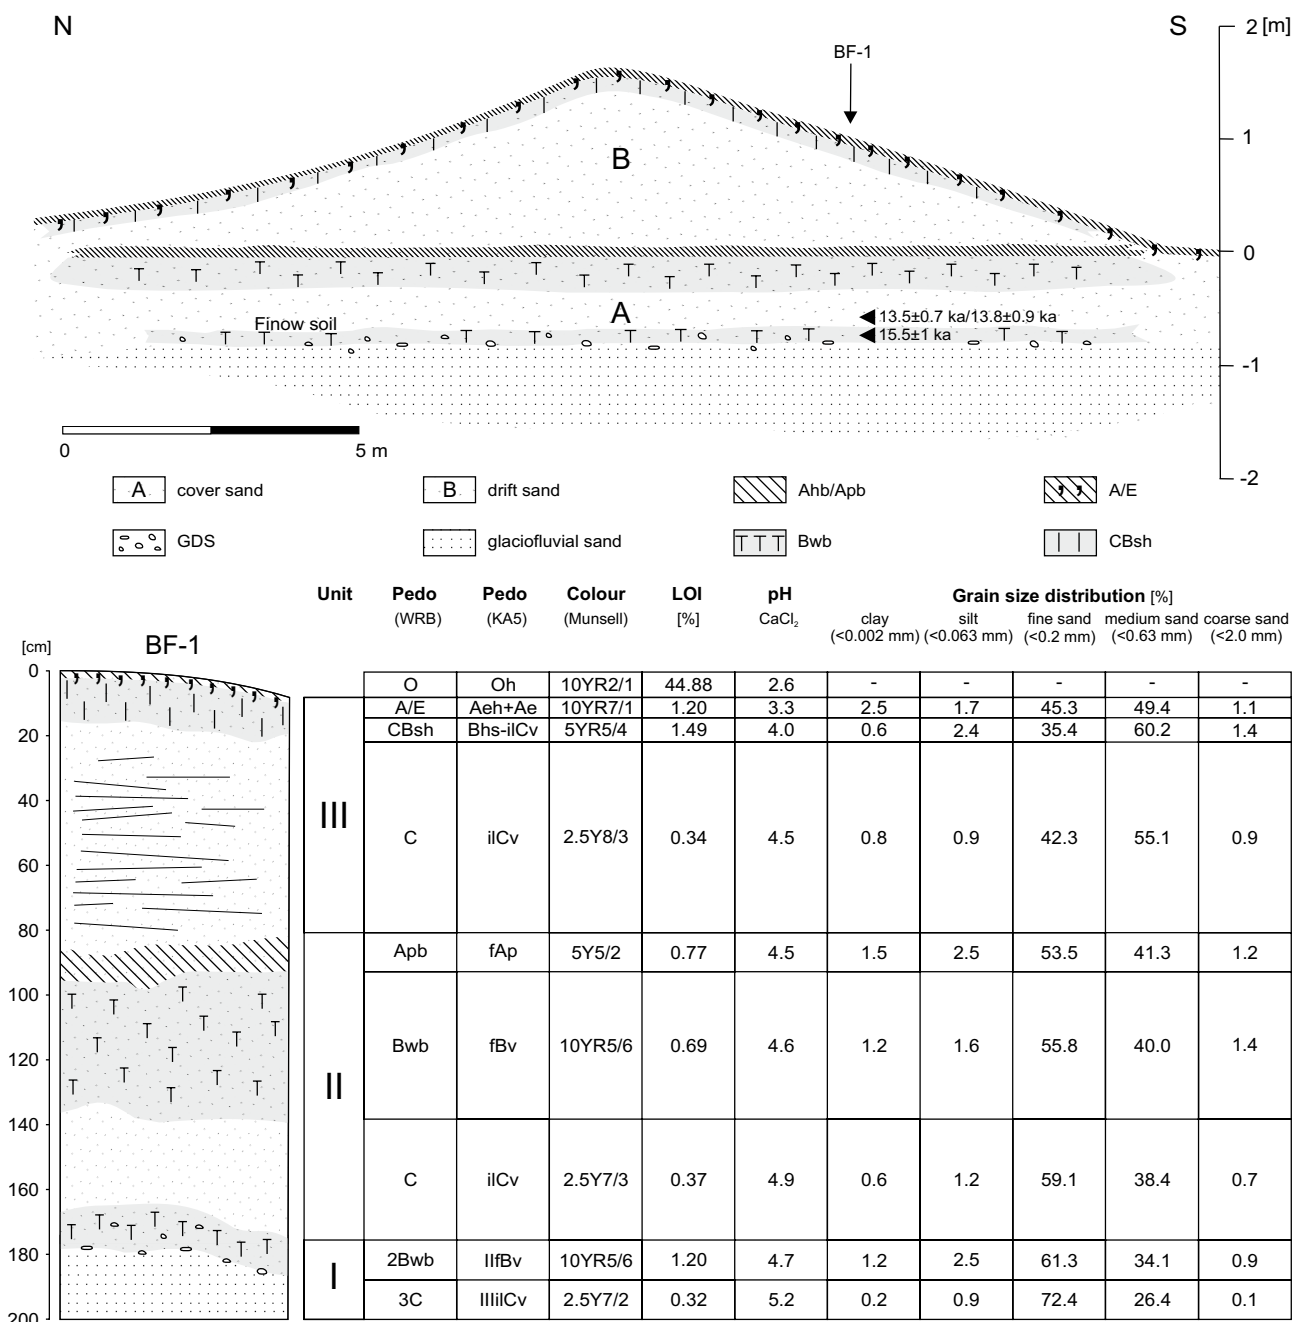 N
S
2 [m]
BF-1
1
B
0
A
Finow soil
13.5±0.7 ka/13.8±0.9 ka
15.5±1 ka
-1
0
5 m
-2
A
cover sand
B
drift sand
Ahb/Apb
A/E
GDS
glaciofluvial sand
Bwb
CBsh
Unit Pedo Pedo Colour LOI pH Grain size distribution [%]
(WRB) (KA5) (Munsell) [%] CaCl₂ clay silt fine sand medium sand coarse sand
(<0.002 mm) (<0.063 mm) (<0.2 mm) (<0.63 mm) (<2.0 mm)
[cm]
BF-1
0
20
40
60
80
100
120
140
160
180
200
O Oh 10YR2/1 44.88 2.6 - - - - -
III
A/E Aeh+Ae 10YR7/1 1.20 3.3 2.5 1.7 45.3 49.4 1.1
CBsh Bhs-ilCv 5YR5/4 1.49 4.0 0.6 2.4 35.4 60.2 1.4
C ilCv 2.5Y8/3 0.34 4.5 0.8 0.9 42.3 55.1 0.9
II
Apb fAp 5Y5/2 0.77 4.5 1.5 2.5 53.5 41.3 1.2
Bwb fBv 10YR5/6 0.69 4.6 1.2 1.6 55.8 40.0 1.4
C ilCv 2.5Y7/3 0.37 4.9 0.6 1.2 59.1 38.4 0.7
I
2Bwb IIfBv 10YR5/6 1.20 4.7 1.2 2.5 61.3 34.1 0.9
3C IIIilCv 2.5Y7/2 0.32 5.2 0.2 0.9 72.4 26.4 0.1